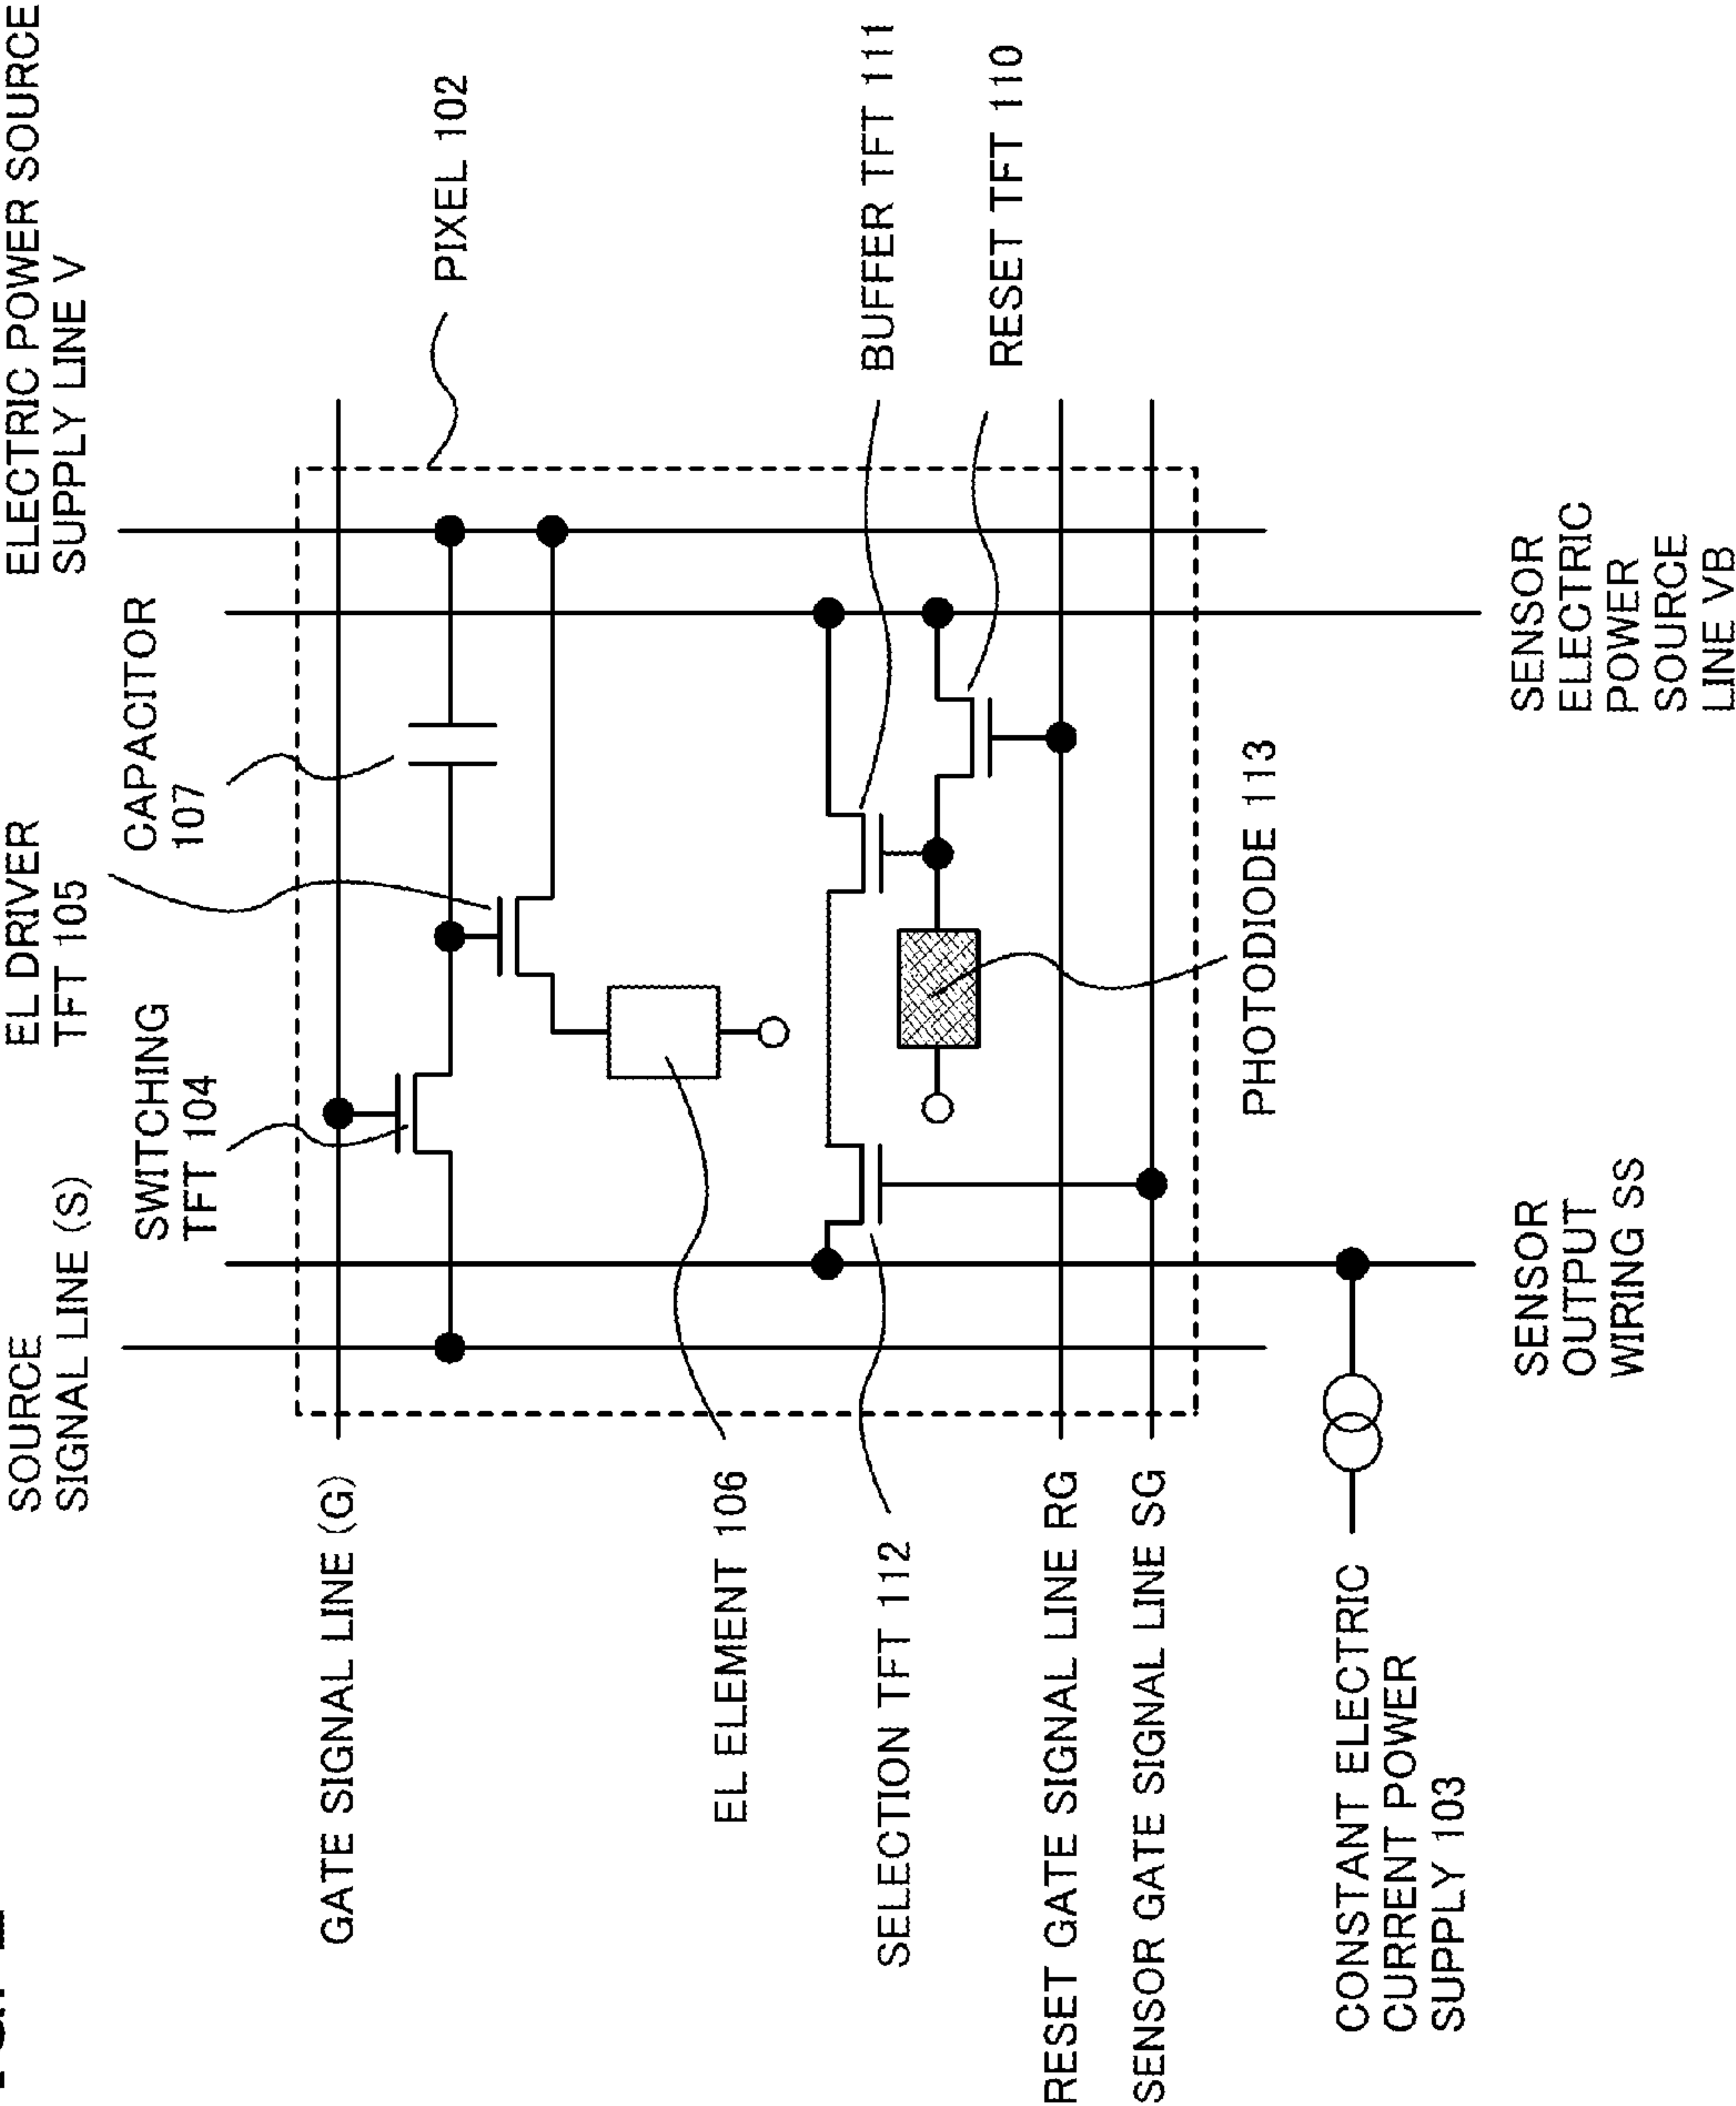 SOURCE
SIGNAL LINE (S)
EL DRIVER
TFT 105
ELECTRIC POWER SOURCE
SUPPLY LINE V
SWITCHING
TFT 104
CAPACITOR
107
GATE SIGNAL LINE (G)
PIXEL 102
EL ELEMENT 106
SELECTION TFT 112
BUFFER TFT 111
RESET TFT 110
RESET GATE SIGNAL LINE RG
SENSOR GATE SIGNAL LINE SG
PHOTODIODE 113
CONSTANT ELECTRIC
CURRENT POWER
SUPPLY 103
SENSOR
OUTPUT
WIRING SS
SENSOR
ELECTRIC
POWER
SOURCE
LINE VB